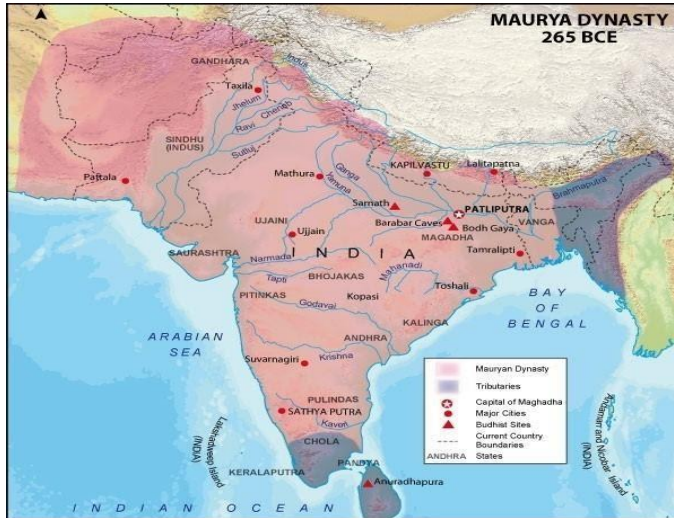 MAURYA DYNASTY
265 BCE
GANDHARA
Indus
Taxila
Jhelum
Chenab
Ravi
SINDHU
(INDUS)
Sutluj
Pattala
Mathura
Ganga
Yamuna
KAPILVASTU
Lalitapatna
Brahmaputra
Sarnath
PATLIPUTRA
Barabar Caves
Bodh Gaya
VANGA
MAGADHA
UJJAINI
Ujjain
Tamralipti
I N D I A
SAURASHTRA
Narmada
Tapti
BHOJAKAS
Mahanadi
PITINKAS
Kopasi
Toshali
Godavai
KALINGA
BAY
OF
BENGAL
ARABIAN
SEA
ANDHRA
Suvarnagiri
Krishna
PULINDAS
SATHYA PUTRA
Kaveri
CHOLA
KERALAPUTRA
PANDYA
Anuradhapura
Lakshadweep Island
(INDIA)
Andaman and Nicobar Island
(INDIA)
INDIAN OCEAN
Mauryan Dynasty
Tributaries
Capital of Maghadha
Major Cities
Budhist Sites
Current Country
Boundaries
ANDHRA States